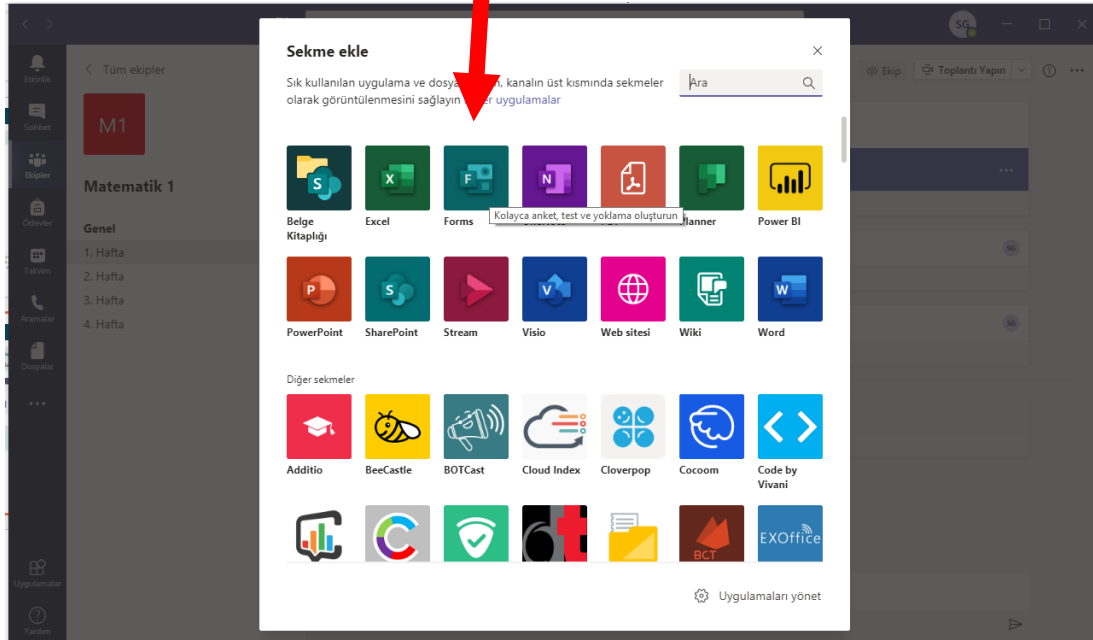 SG
Etkinlik
Sohbet
Ekipler
Ödevler
Takvim
Aramalar
Dosyalar
Uygulamalar
Yardım
Tüm ekipler
M1
Matematik 1
Genel
1. Hafta
2. Hafta
3. Hafta
4. Hafta
Ekip
Toplantı Yapın
SG
SG
Sekme ekle
Sık kullanılan uygulama ve kanalın üst kısmında sekmeler
olarak görüntülenmesini sağlayın uygulamalar
Ara
Belge Kitaplığı
Excel
Forms
Planner
Power BI
Kolayca anket, test ve yoklama oluşturun
PowerPoint
SharePoint
Stream
Visio
Web sitesi
Wiki
Word
Diğer sekmeler
Additio
BeeCastle
BOTCast
Cloud Index
Cloverpop
Cocoom
Code by Vivani
6t
BCT
EXOffice
Uygulamaları yönet